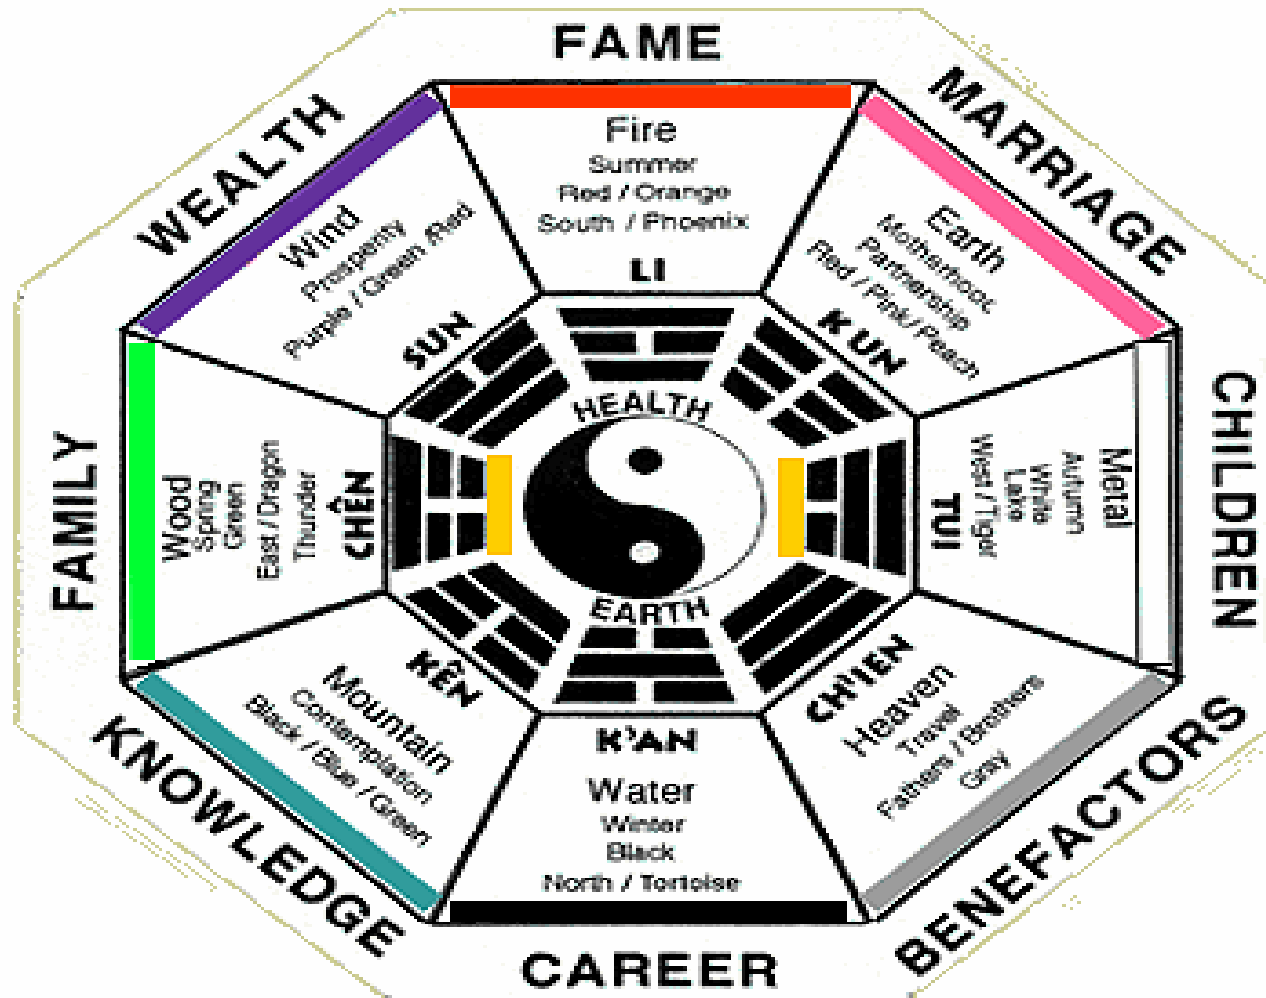 FAME
Fire
Summer
Red / Orange
South / Phoenix
LI
MARRIAGE
Earth
Motherhood
Partnership
Red / Pink / Peach
K'UN
CHILDREN
Metal
Autumn
White
Lake
West / Tiger
TUI
BENEFACTORS
CH'IEN
Heaven
Travel
Fathers / Brothers
Gray
CAREER
K'AN
Water
Winter
Black
North / Tortoise
KNOWLEDGE
KÊN
Mountain
Contemplation
Black / Blue / Green
FAMILY
Wood
Spring
Green
East / Dragon
Thunder
CHÊN
WEALTH
Wind
Prosperity
Purple / Green / Red
SUN
HEALTH
EARTH